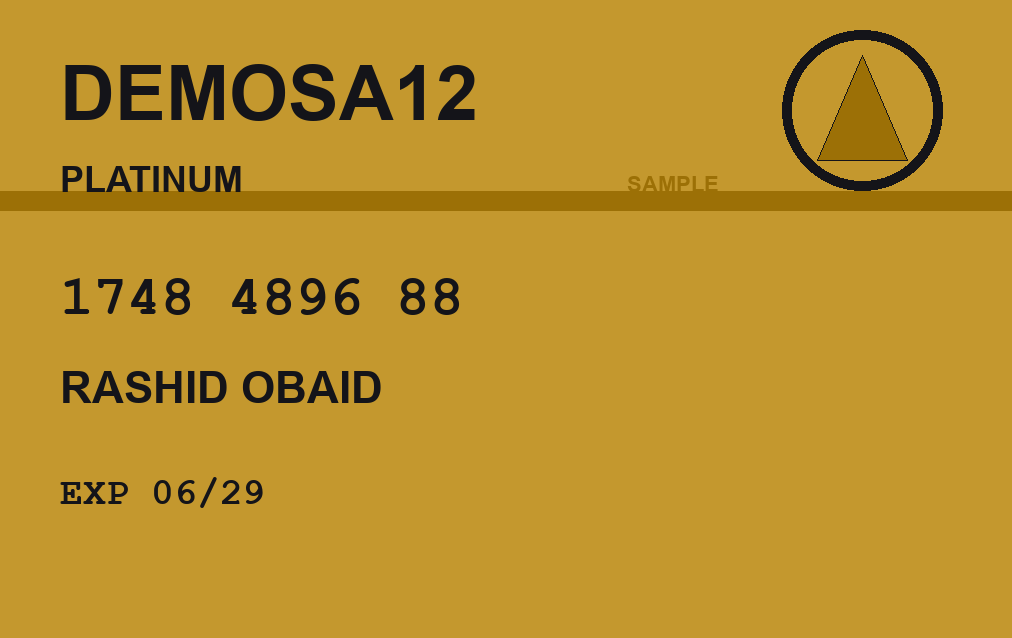 DEMOSA12
PLATINUM
SAMPLE
1748 4896 88
RASHID OBAID
EXP 06/29